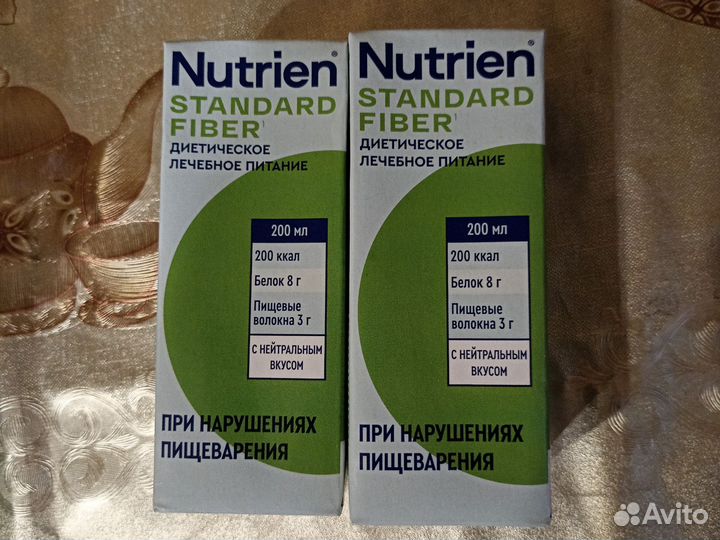 Nutrien®
STANDARD
FIBER¹
ДИЕТИЧЕСКОЕ
ЛЕЧЕБНОЕ ПИТАНИЕ
200 мл
200 ккал
Белок 8 г
Пищевые
волокна 3 г
С НЕЙТРАЛЬНЫМ
ВКУСОМ
ПРИ НАРУШЕНИЯХ
ПИЩЕВАРЕНИЯ
Nutrien®
STANDARD
FIBER¹
ДИЕТИЧЕСКОЕ
ЛЕЧЕБНОЕ ПИТАНИЕ
200 мл
200 ккал
Белок 8 г
Пищевые
волокна 3 г
С НЕЙТРАЛЬНЫМ
ВКУСОМ
ПРИ НАРУШЕНИЯХ
ПИЩЕВАРЕНИЯ
Avito